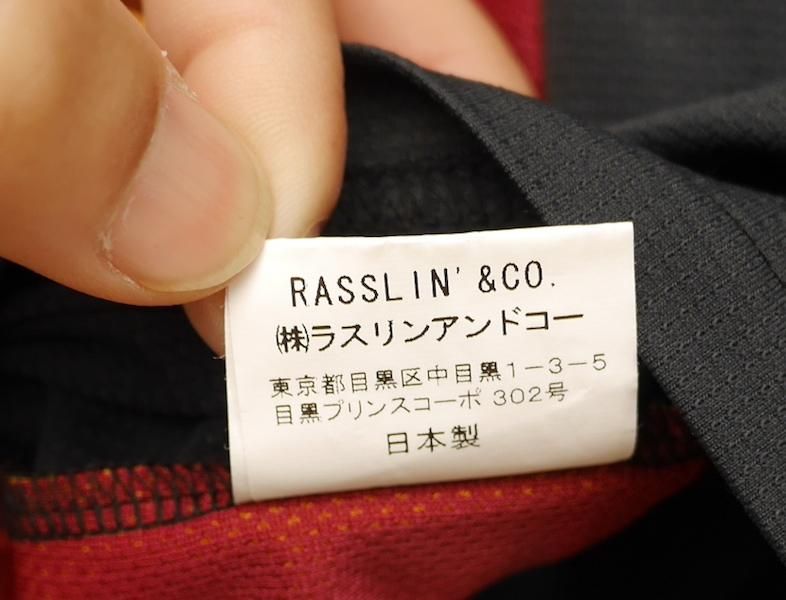 RASSLIN' &CO.
㈱ラスリンアンドコー
東京都目黒区中目黒1-3-5
目黒プリンスコーポ 302号
日本製